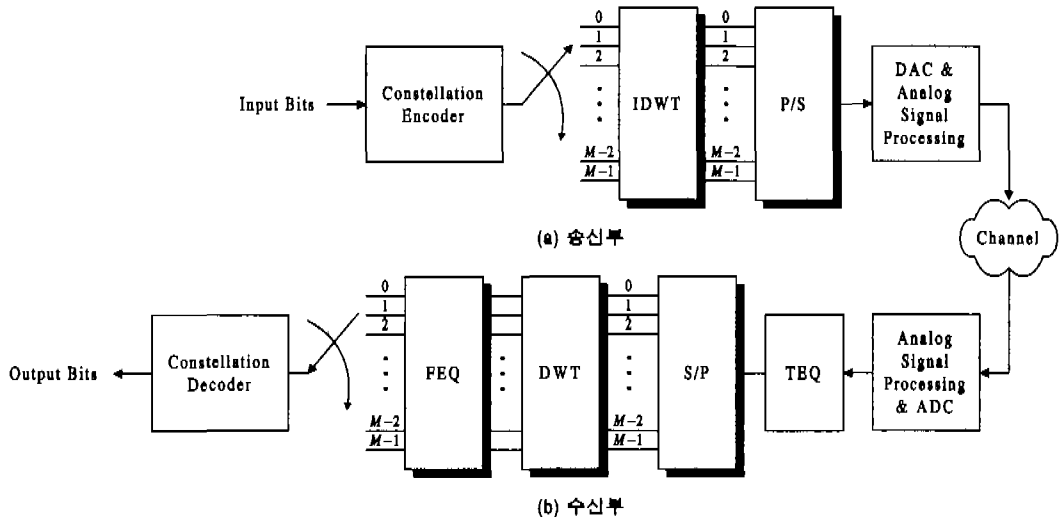 Input Bits
Constellation
Encoder
0
1
2
M-2
M-1
IDWT
0
1
2
M-2
M-1
P/S
DAC &
Analog
Signal
Processing
(a) 송신부
Channel
Output Bits
Constellation
Decoder
0
1
2
M-2
M-1
FEQ
DWT
0
1
2
M-2
M-1
S/P
TEQ
Analog
Signal
Processing
& ADC
(b) 수신부